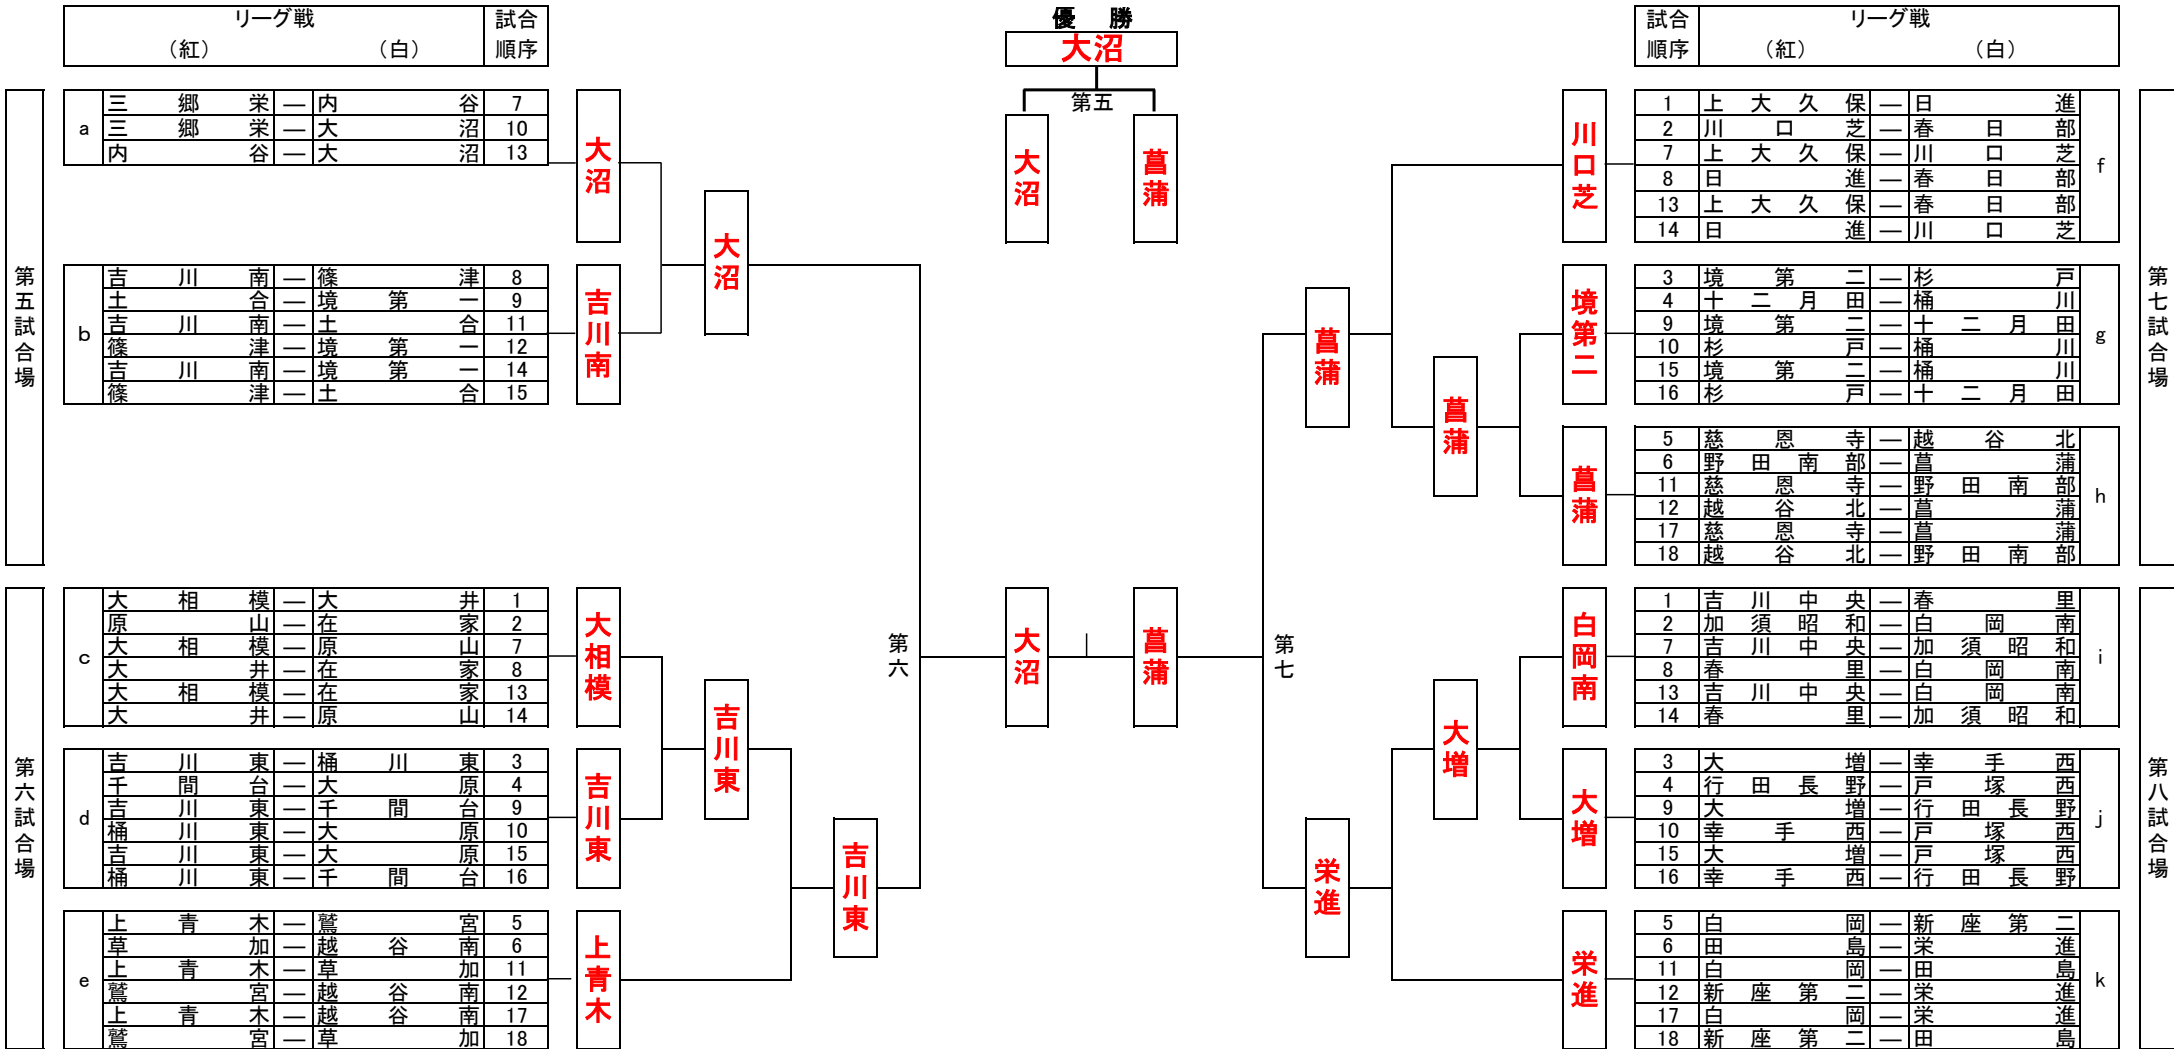 リーグ戦 試合
（紅） （白） 順序
第五試合場
a
三郷栄 ― 内谷 7
三郷栄 ― 大沼 10
内谷 ― 大沼 13
大沼
b
吉川南 ― 篠津 8
土合 ― 境第一 9
吉川南 ― 土合 11
篠津 ― 境第一 12
吉川南 ― 境第一 14
篠津 ― 土合 15
吉川南
大沼
第六試合場
c
大相模 ― 大井 1
原山 ― 在家 2
大相模 ― 原山 7
大井 ― 在家 8
大相模 ― 在家 13
大井 ― 原山 14
大相模
d
吉川東 ― 桶川東 3
千間台 ― 大原 4
吉川東 ― 千間台 9
桶川東 ― 大原 10
吉川東 ― 大原 15
桶川東 ― 千間台 16
吉川東
吉川東
e
上青木 ― 鷲宮 5
草加 ― 越谷南 6
上青木 ― 草加 11
鷲宮 ― 越谷南 12
上青木 ― 越谷南 17
鷲宮 ― 草加 18
上青木
吉川東
第六
優 勝
大沼
第五
大沼
菖蒲
大沼 ｜ 菖蒲
第七
菖蒲
栄進
菖蒲
大増
試合 リーグ戦
順序 （紅） （白）
第七試合場
川口芝
1 上大久保 ― 日進
2 川口芝 ― 春日部
7 上大久保 ― 川口芝
8 日進 ― 春日部
13 上大久保 ― 春日部
14 日進 ― 川口芝
f
境第二
3 境第二 ― 杉戸
4 十二月田 ― 桶川
9 境第二 ― 十二月田
10 杉戸 ― 桶川
15 境第二 ― 桶川
16 杉戸 ― 十二月田
g
菖蒲
5 慈恩寺 ― 越谷北
6 野田南部 ― 菖蒲
11 慈恩寺 ― 野田南部
12 越谷北 ― 菖蒲
17 慈恩寺 ― 菖蒲
18 越谷北 ― 野田南部
h
第八試合場
白岡南
1 吉川中央 ― 春里
2 加須昭和 ― 白岡南
7 吉川中央 ― 加須昭和
8 春里 ― 白岡南
13 吉川中央 ― 白岡南
14 春里 ― 加須昭和
i
大増
3 大増 ― 幸手西
4 行田長野 ― 戸塚西
9 大増 ― 行田長野
10 幸手西 ― 戸塚西
15 大増 ― 戸塚西
16 幸手西 ― 行田長野
j
栄進
5 白岡 ― 新座第二
6 田島 ― 栄進
11 白岡 ― 田島
12 新座第二 ― 栄進
17 白岡 ― 栄進
18 新座第二 ― 田島
k